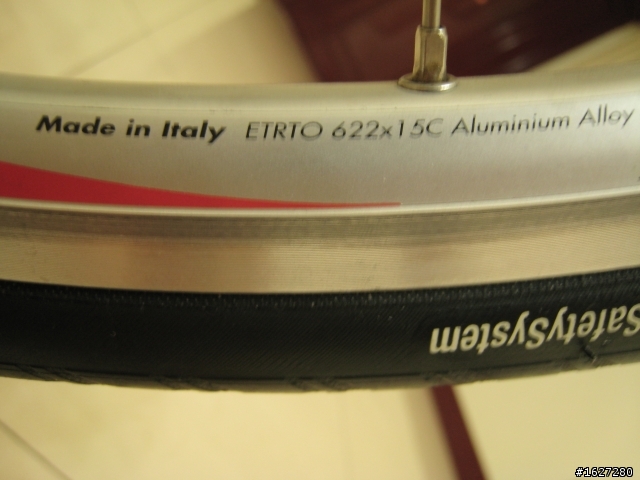 Made in Italy ETRTO 622x15C Aluminium Alloy
SafetySystem
#1627280